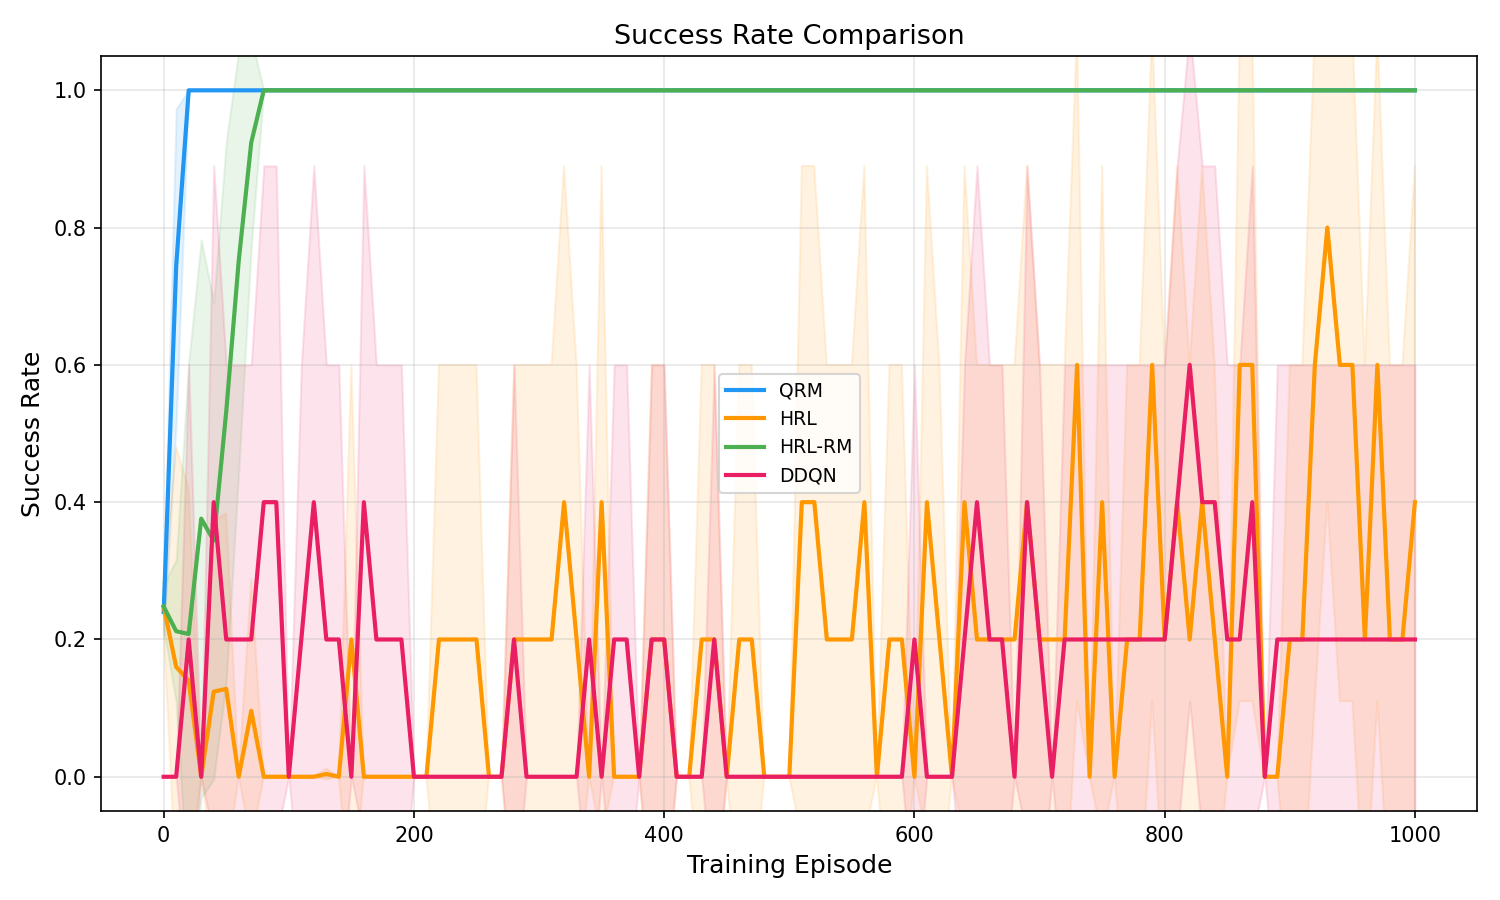 Success Rate Comparison
1.0
0.8
0.6
0.4
0.2
0.0
Success Rate
QRM
HRL
HRL-RM
DDQN
0 200 400 600 800 1000
Training Episode